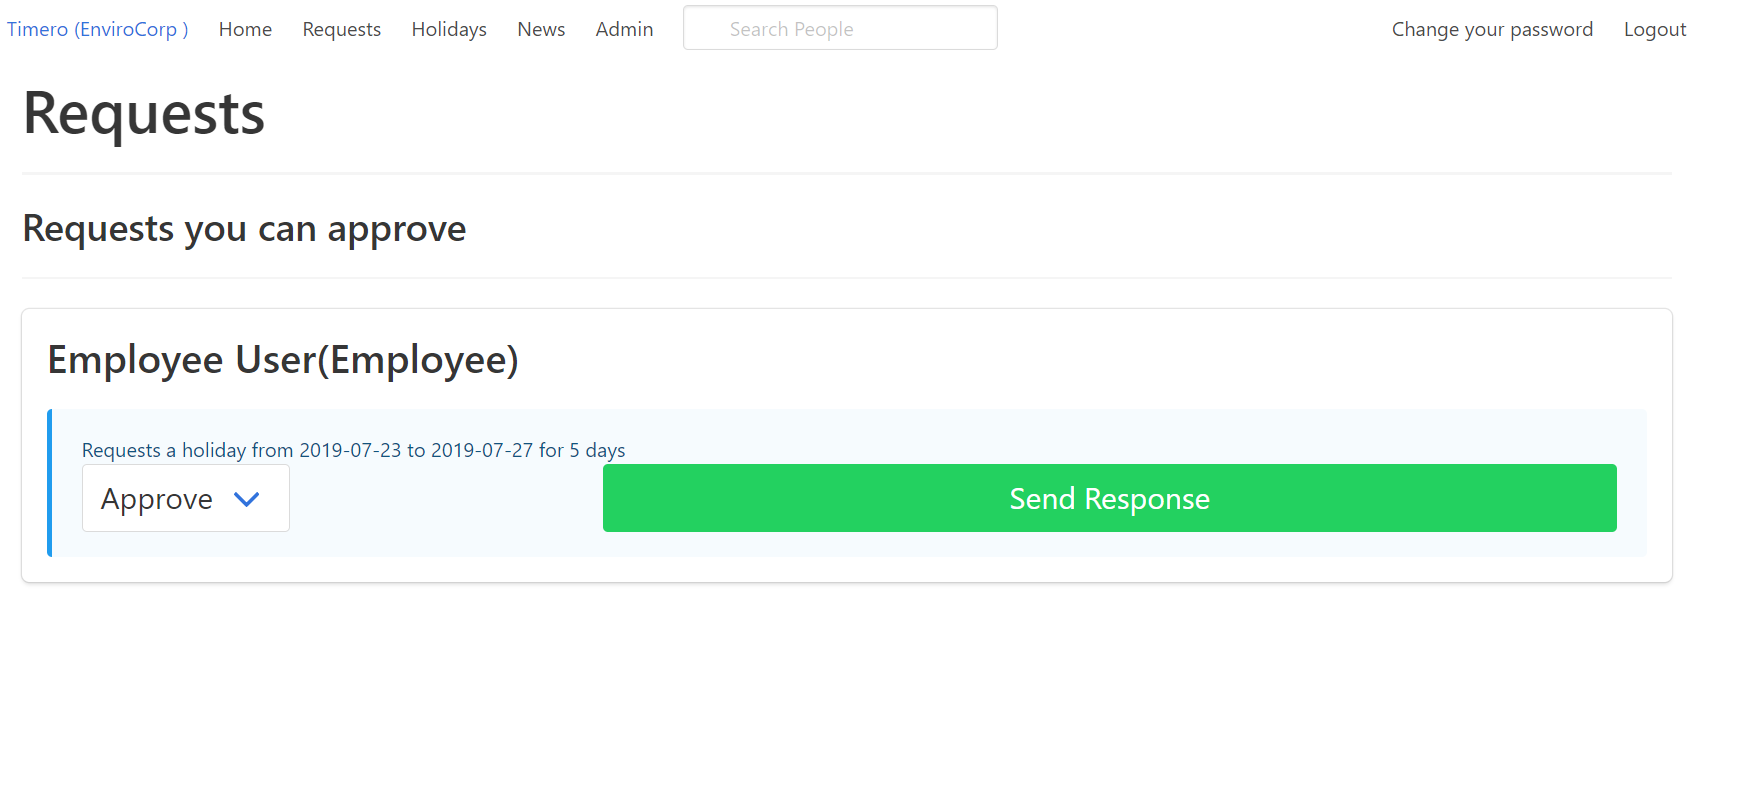 Timero (EnviroCorp ) Home Requests Holidays News Admin Search People Change your password Logout
Requests
Requests you can approve
Employee User(Employee)
Requests a holiday from 2019-07-23 to 2019-07-27 for 5 days
Approve Send Response